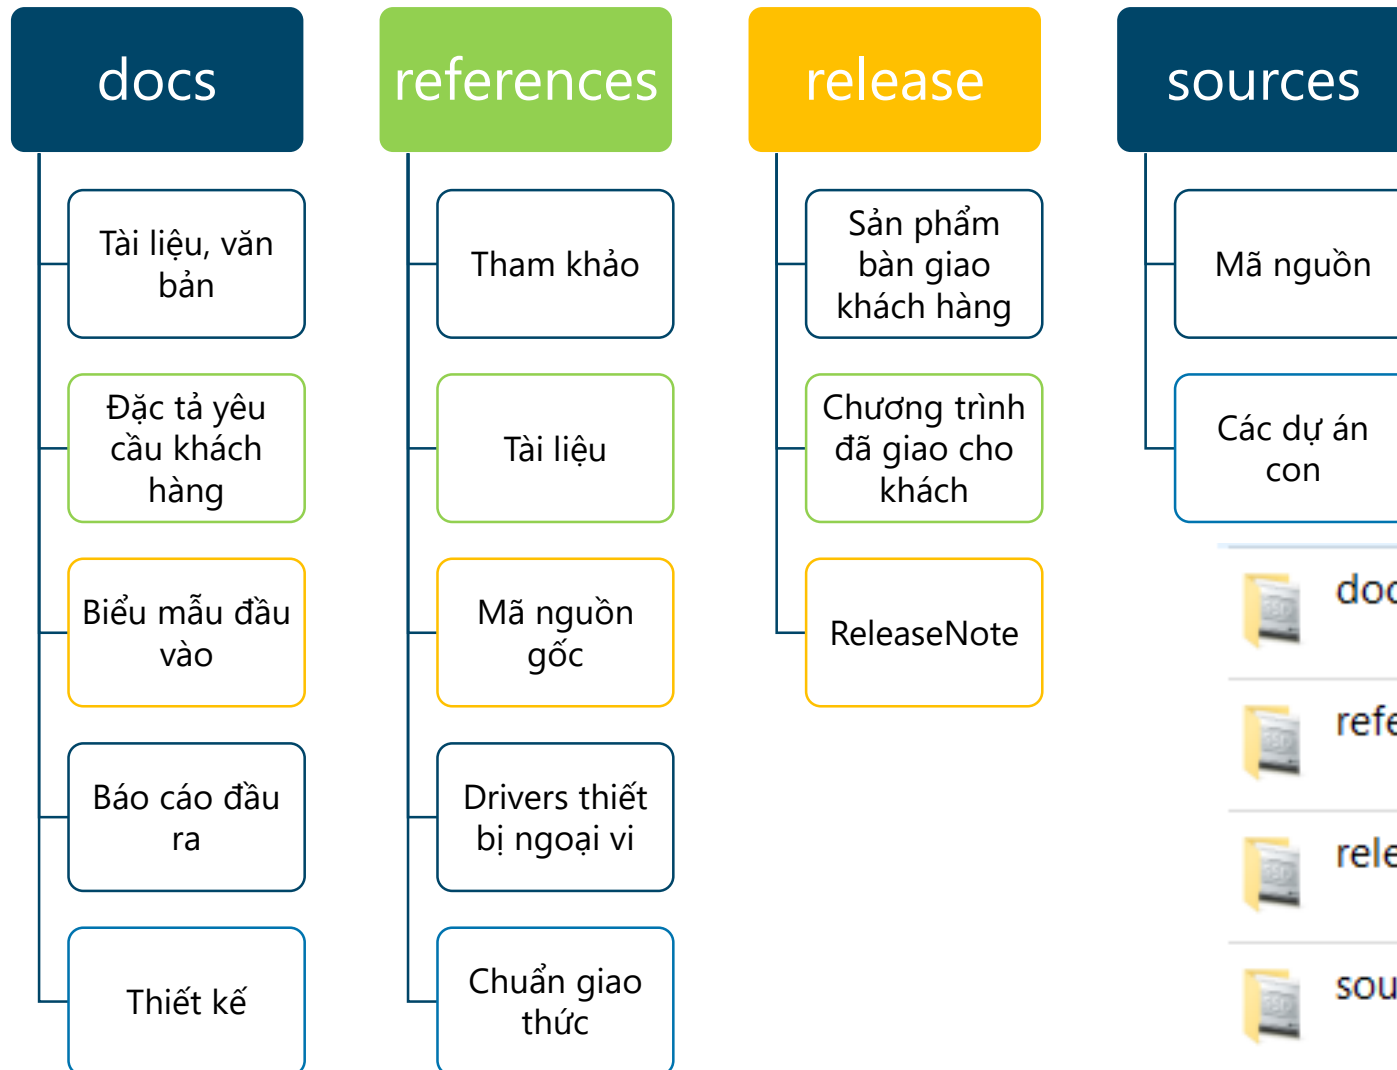 docs
Tài liệu, văn
bản
Đặc tả yêu
cầu khách
hàng
Biểu mẫu đầu
vào
Báo cáo đầu
ra
Thiết kế
references
Tham khảo
Tài liệu
Mã nguồn
gốc
Drivers thiết
bị ngoại vi
Chuẩn giao
thức
release
Sản phẩm
bàn giao
khách hàng
Chương trình
đã giao cho
khách
ReleaseNote
sources
Mã nguồn
Các dự án
con